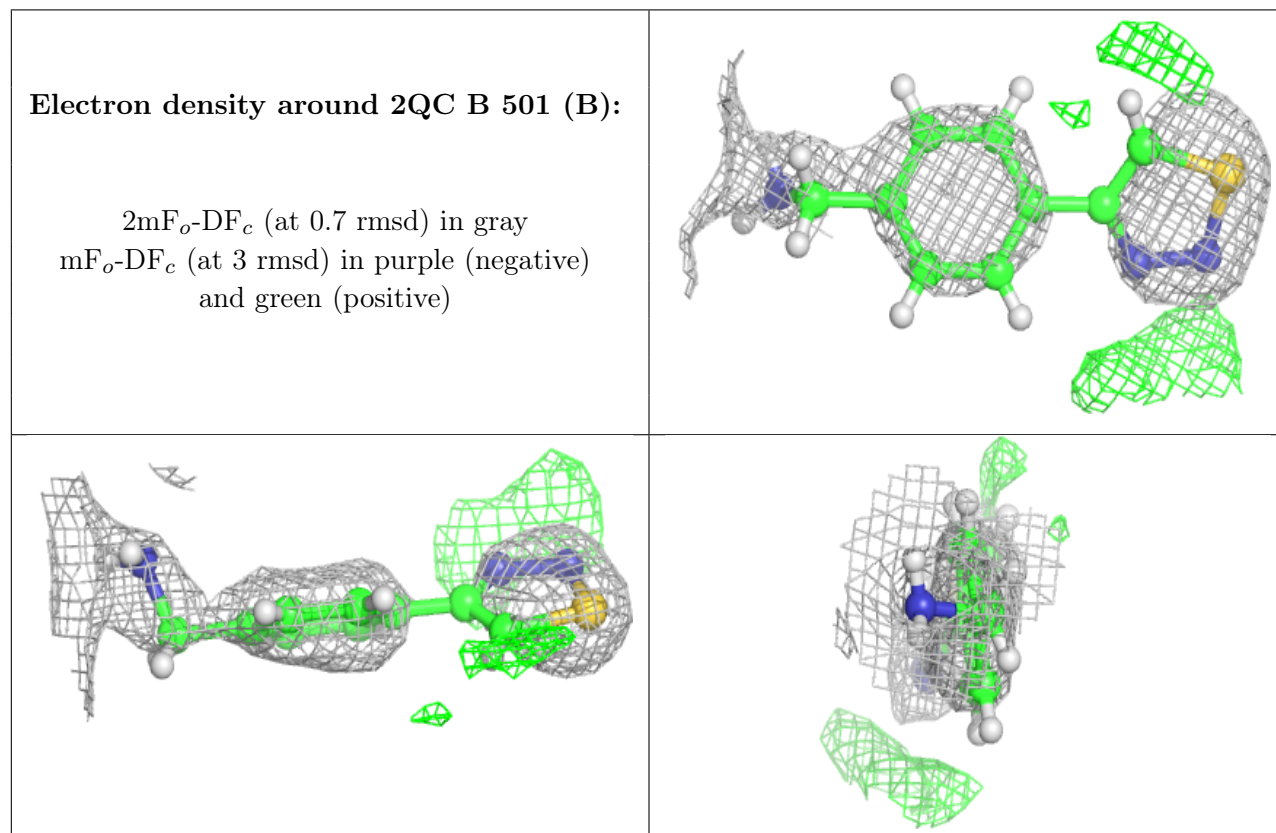 Electron density around 2QC B 501 (B):
2mFo-DFc (at 0.7 rmsd) in gray
mFo-DFc (at 3 rmsd) in purple (negative)
and green (positive)